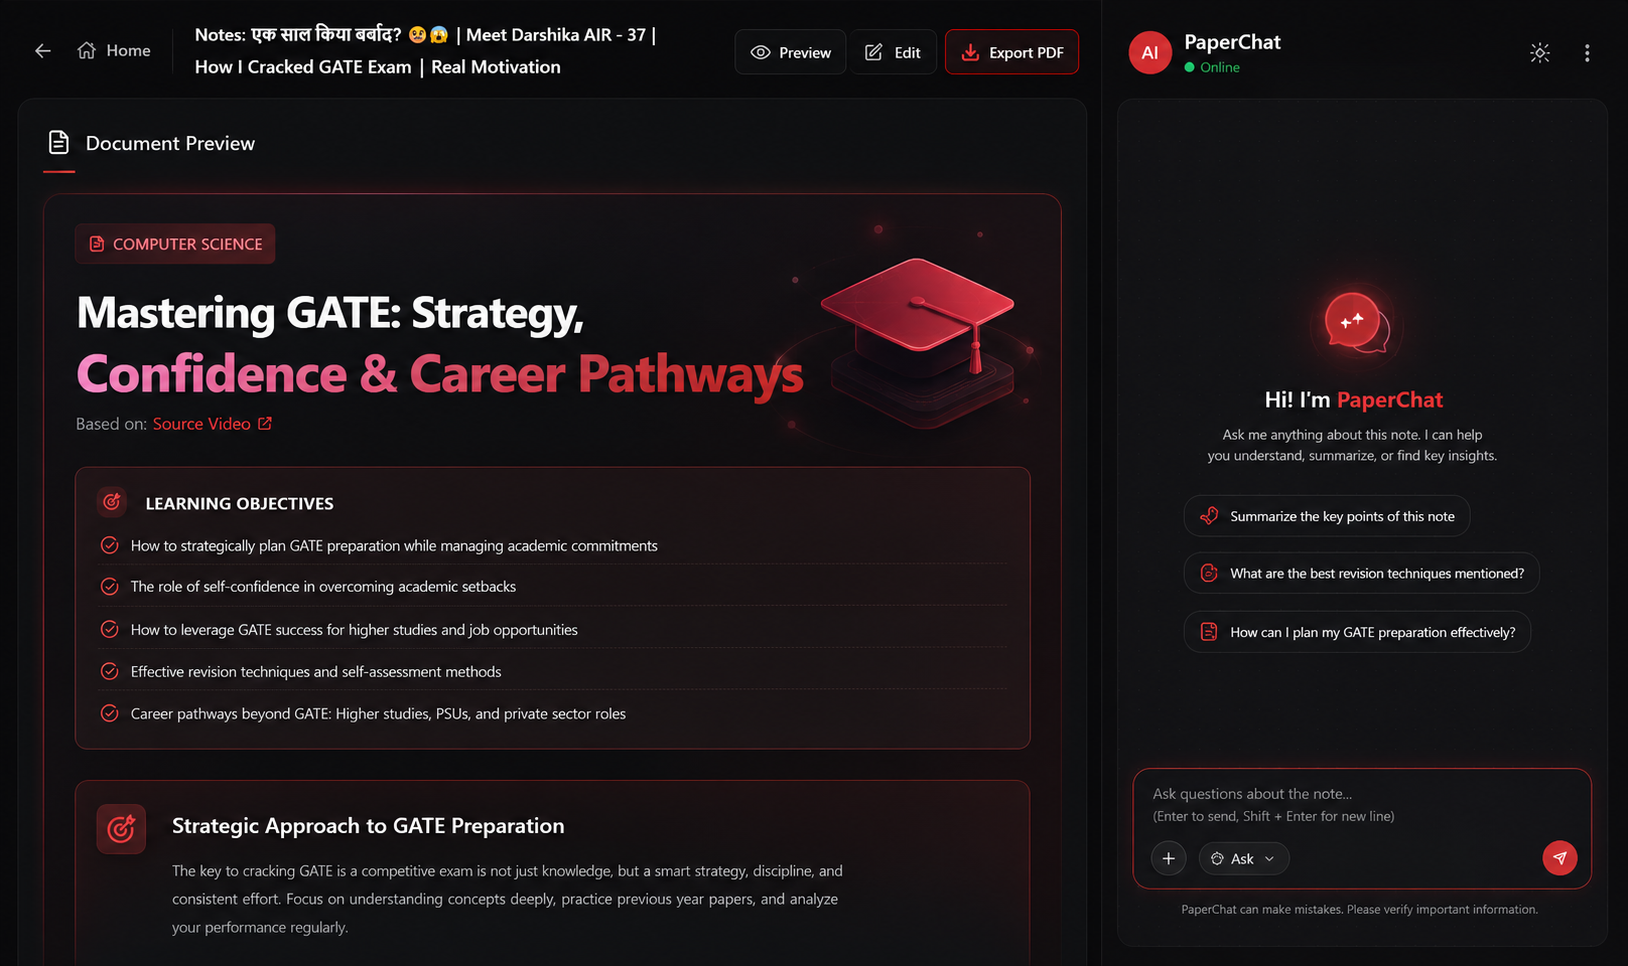 Home
Notes: एक साल किया बर्बाद? 🤕😱 | Meet Darshika AIR - 37 |
How I Cracked GATE Exam | Real Motivation
Preview
Edit
Export PDF
Document Preview
COMPUTER SCIENCE
Mastering GATE: Strategy,
Confidence & Career Pathways
Based on: Source Video
LEARNING OBJECTIVES
How to strategically plan GATE preparation while managing academic commitments
The role of self-confidence in overcoming academic setbacks
How to leverage GATE success for higher studies and job opportunities
Effective revision techniques and self-assessment methods
Career pathways beyond GATE: Higher studies, PSUs, and private sector roles
Strategic Approach to GATE Preparation
The key to cracking GATE is a competitive exam is not just knowledge, but a smart strategy, discipline, and
consistent effort. Focus on understanding concepts deeply, practice previous year papers, and analyze
your performance regularly.
AI
PaperChat
Online
Hi! I'm PaperChat
Ask me anything about this note. I can help
you understand, summarize, or find key insights.
Summarize the key points of this note
What are the best revision techniques mentioned?
How can I plan my GATE preparation effectively?
Ask questions about the note...
(Enter to send, Shift + Enter for new line)
Ask
PaperChat can make mistakes. Please verify important information.